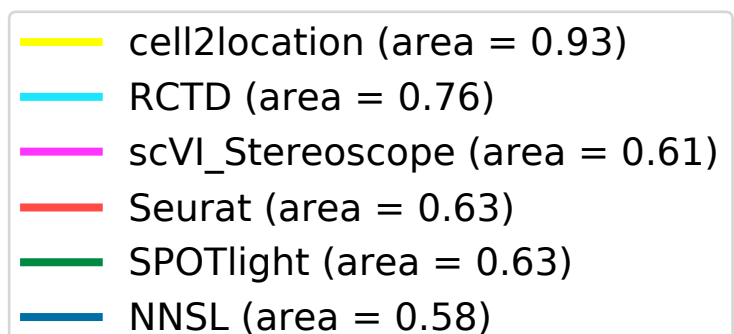 cell2location (area = 0.93)
RCTD (area = 0.76)
scVI_Stereoscope (area = 0.61)
Seurat (area = 0.63)
SPOTlight (area = 0.63)
NNSL (area = 0.58)